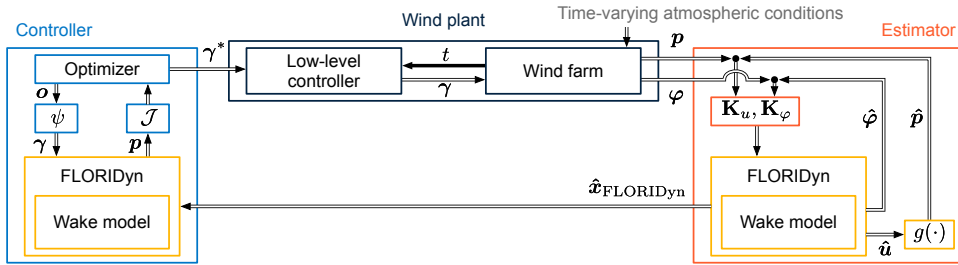 Controller
Optimizer
o
ψ
𝒥
γ
p
FLORIDyn
Wake model
γ*
Wind plant
Low-level
controller
t
γ
Wind farm
Time-varying atmospheric conditions
p
φ
Estimator
K_u, K_φ
φ̂
p̂
FLORIDyn
Wake model
x̂_FLORIDyn
û
g(·)